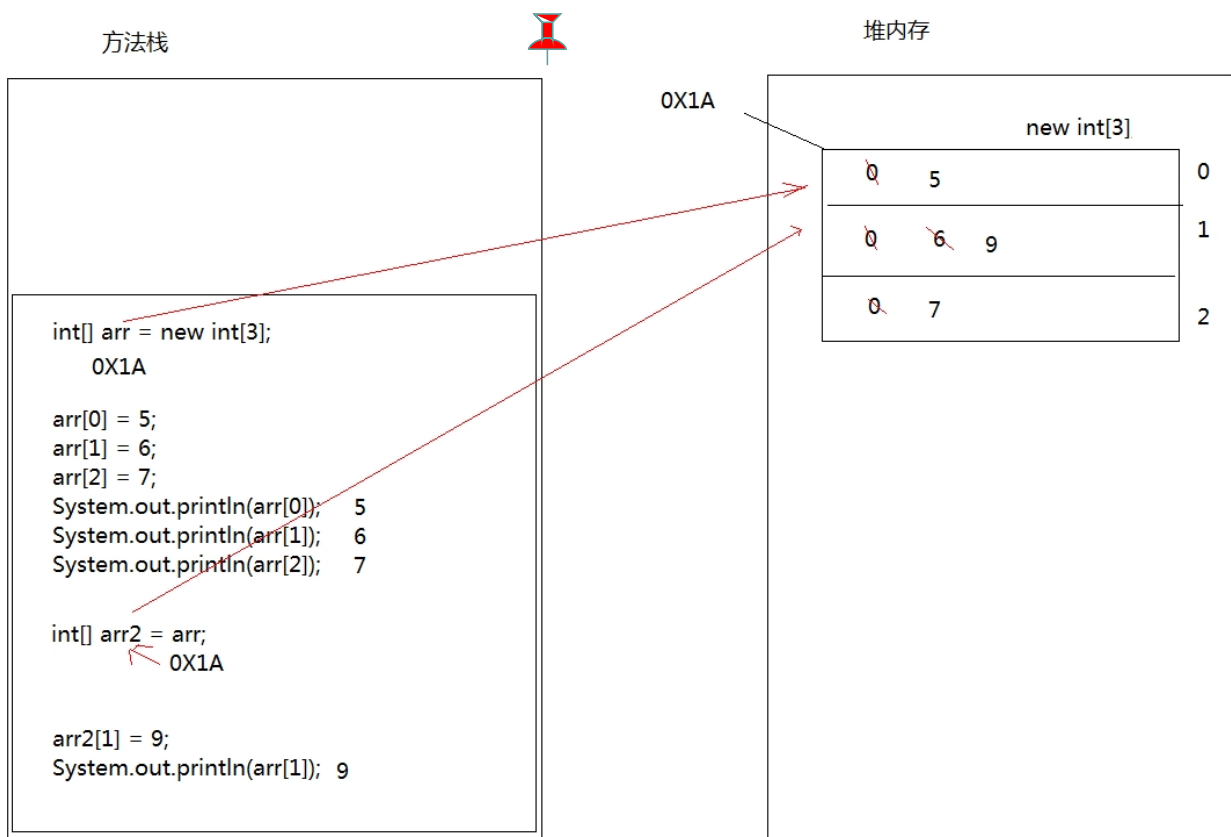 方法栈
int[] arr = new int[3];
0X1A
arr[0] = 5;
arr[1] = 6;
arr[2] = 7;
System.out.println(arr[0]); 5
System.out.println(arr[1]); 6
System.out.println(arr[2]); 7
int[] arr2 = arr;
0X1A
arr2[1] = 9;
System.out.println(arr[1]); 9
堆内存
0X1A
new int[3]
0 5 0
0 6 9 1
0 7 2